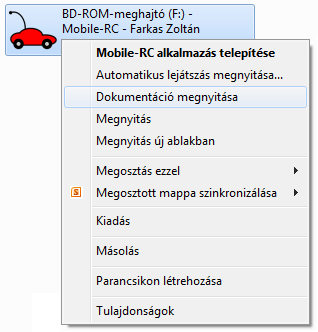 BD-ROM-meghajtó (F:) -
Mobile-RC - Farkas Zoltán
Mobile-RC alkalmazás telepítése
Automatikus lejátszás megnyitása...
Dokumentáció megnyitása
Megnyitás
Megnyitás új ablakban
Megosztás ezzel
Megosztott mappa szinkronizálása
Kiadás
Másolás
Parancsikon létrehozása
Tulajdonságok